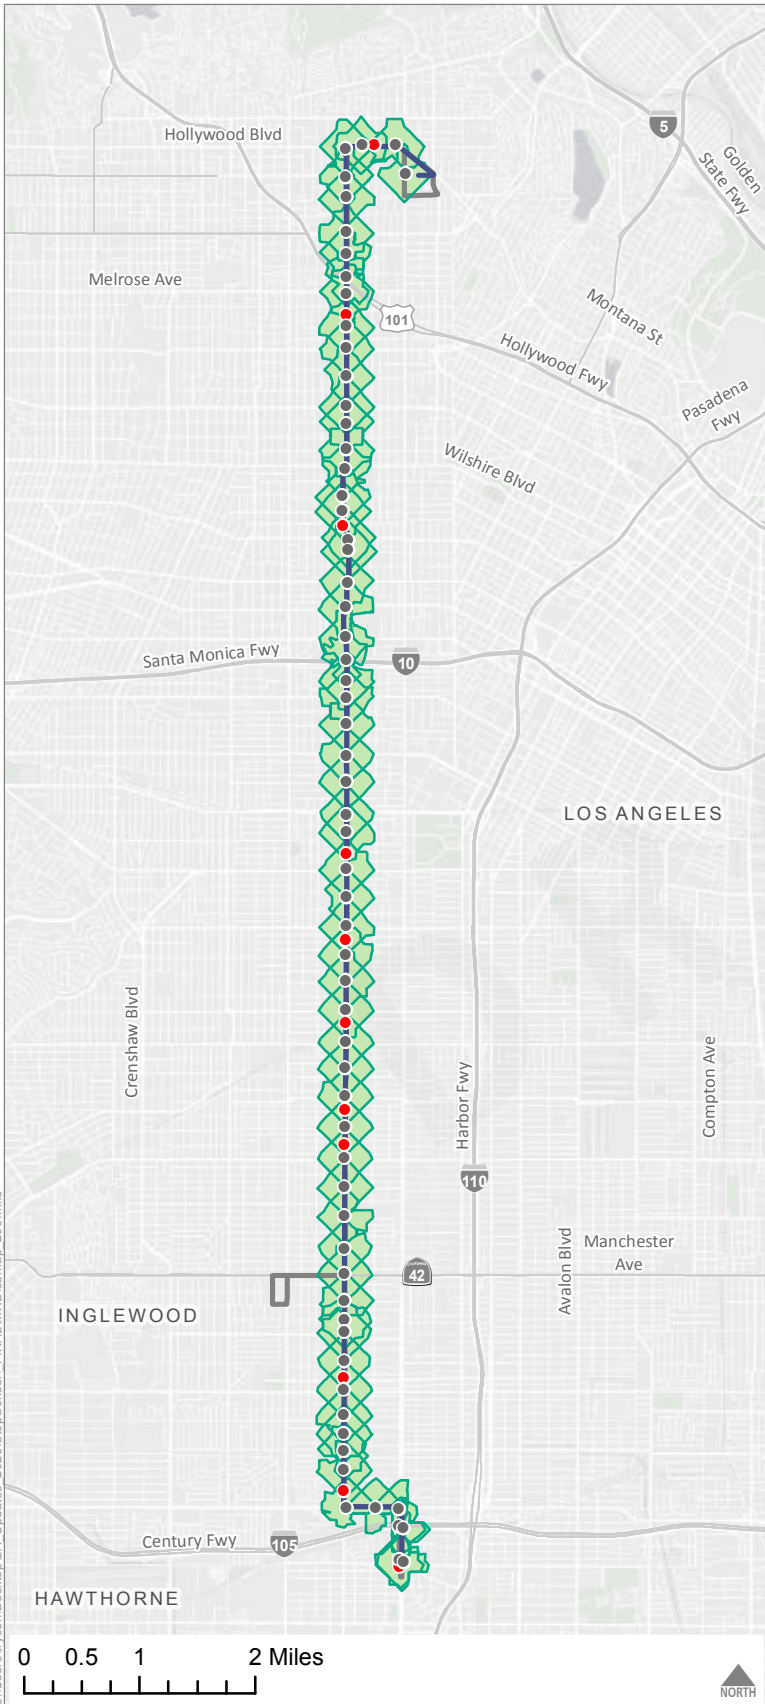 Hollywood Blvd
5
Golden
State Fwy
Melrose Ave
Montana St
101
Hollywood Fwy
Pasadena
Fwy
Wilshire Blvd
Santa Monica Fwy
10
LOS ANGELES
Crenshaw Blvd
Harbor Fwy
Compton Ave
110
Avalon Blvd
Manchester
Ave
42
INGLEWOOD
Century Fwy
105
HAWTHORNE
0 0.5 1 2 Miles
NORTH